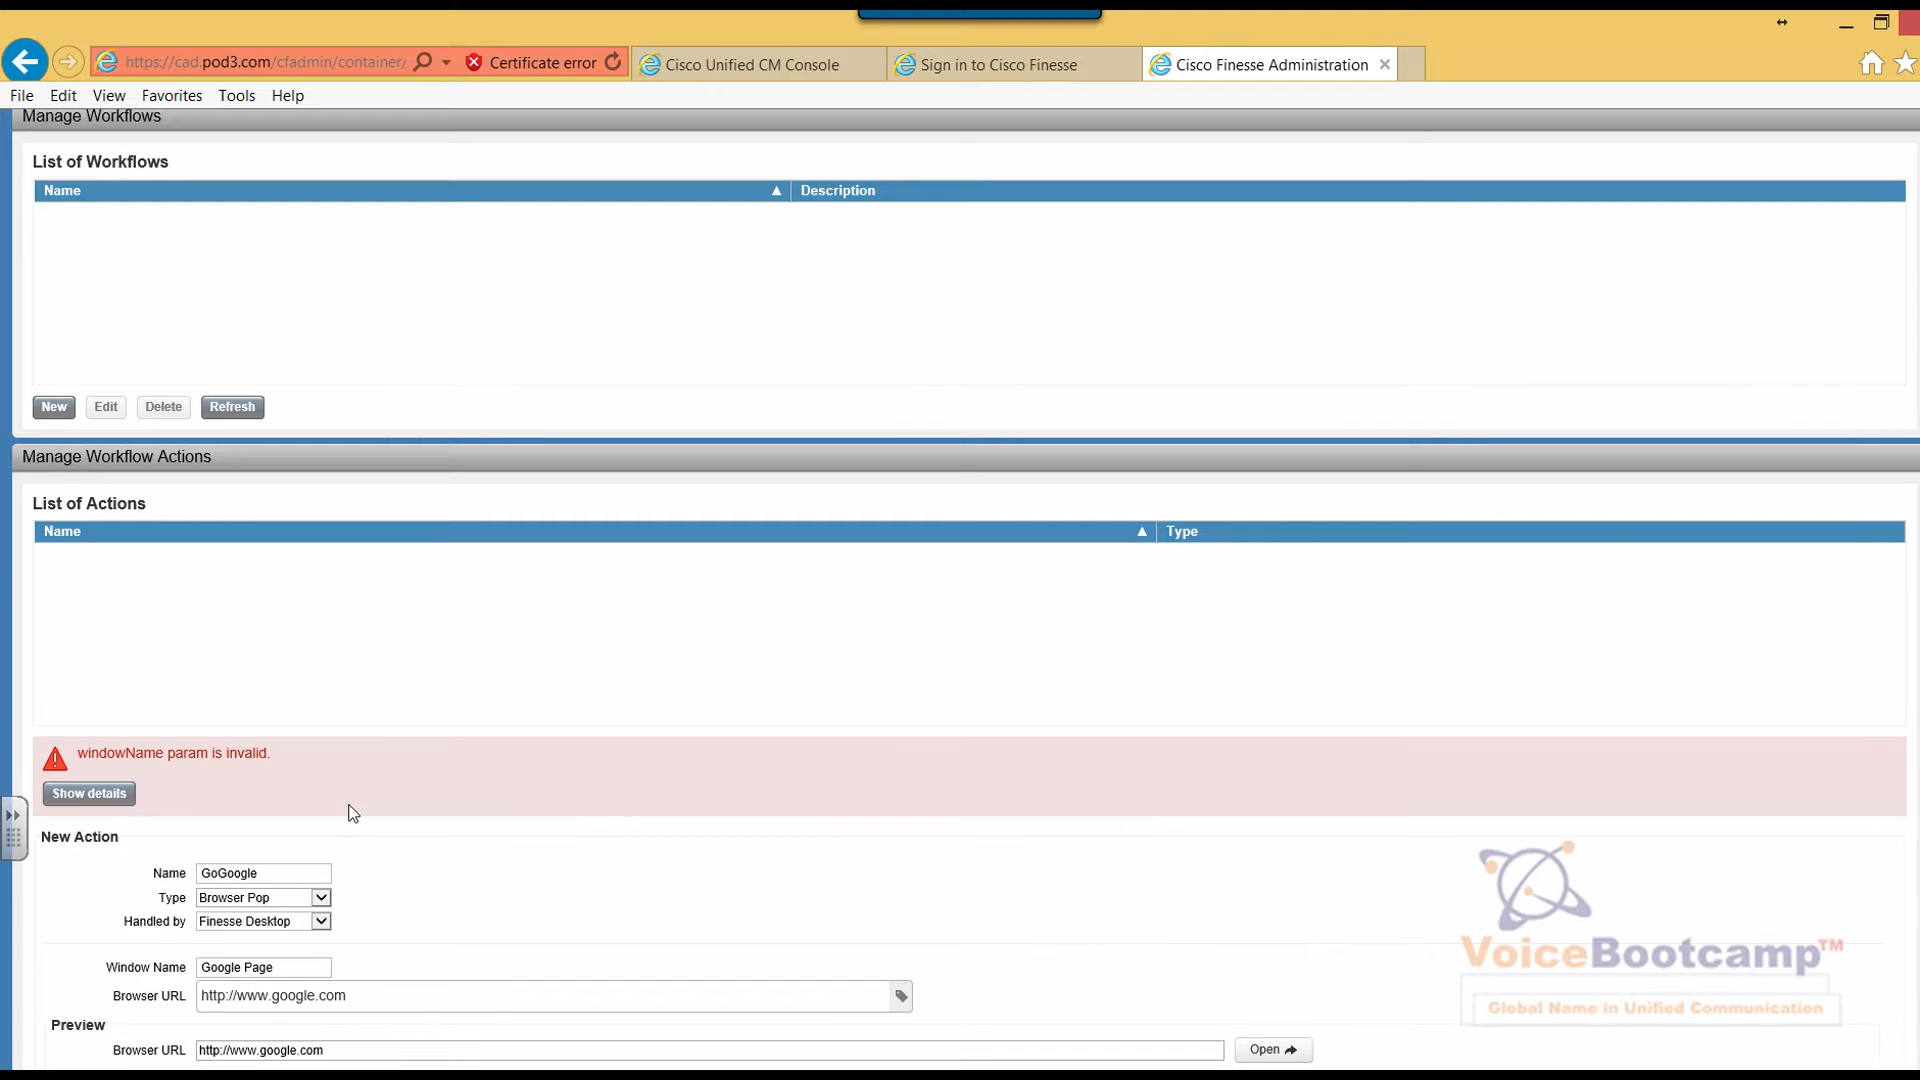 https://cad.pod3.com/cfadmin/container/ Certificate error Cisco Unified CM Console Sign in to Cisco Finesse Cisco Finesse Administration
File Edit View Favorites Tools Help
Manage Workflows
List of Workflows
Name Description
New Edit Delete Refresh
Manage Workflow Actions
List of Actions
Name Type
windowName param is invalid.
Show details
New Action
Name GoGoogle
Type Browser Pop
Handled by Finesse Desktop
Window Name Google Page
Browser URL http://www.google.com
Preview
Browser URL http://www.google.com Open
VoiceBootcamp™
Global Name in Unified Communication